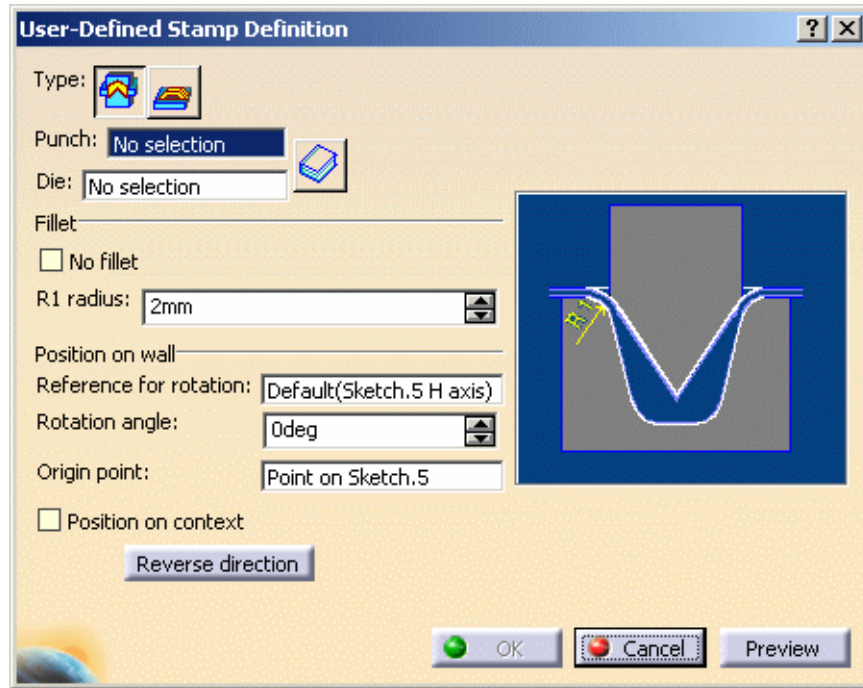 User-Defined Stamp Definition
Type:
Punch: No selection
Die: No selection
Fillet
No fillet
R1 radius: 2mm
R 1
Position on wall
Reference for rotation: Default(Sketch.5 H axis)
Rotation angle: 0deg
Origin point: Point on Sketch.5
Position on context
Reverse direction
OK Cancel Preview